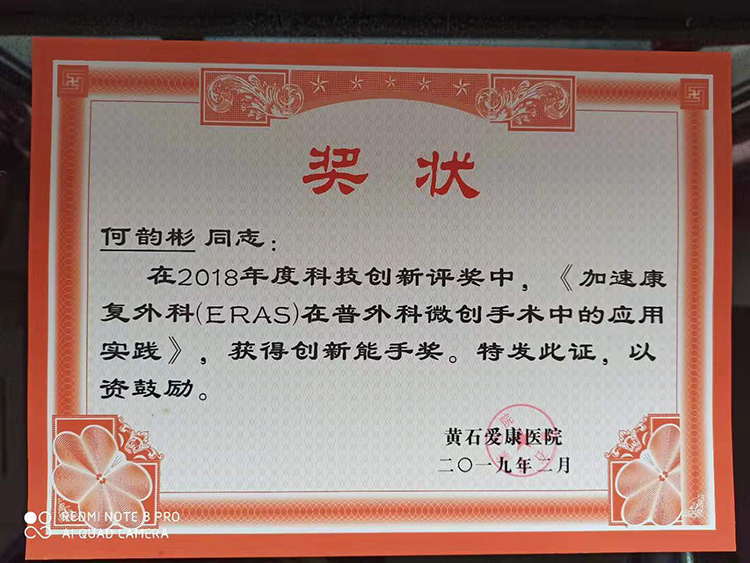 奖 状
何韵彬 同志：
在2018年度科技创新评奖中，《加速康
复外科(ERAS)在普外科微创手术中的应用
实践》，获得创新能手奖。特发此证，以
资鼓励。
黄石爱康医院
二〇一九年二月
REDMI NOTE 8 PRO
AI QUAD CAMERA